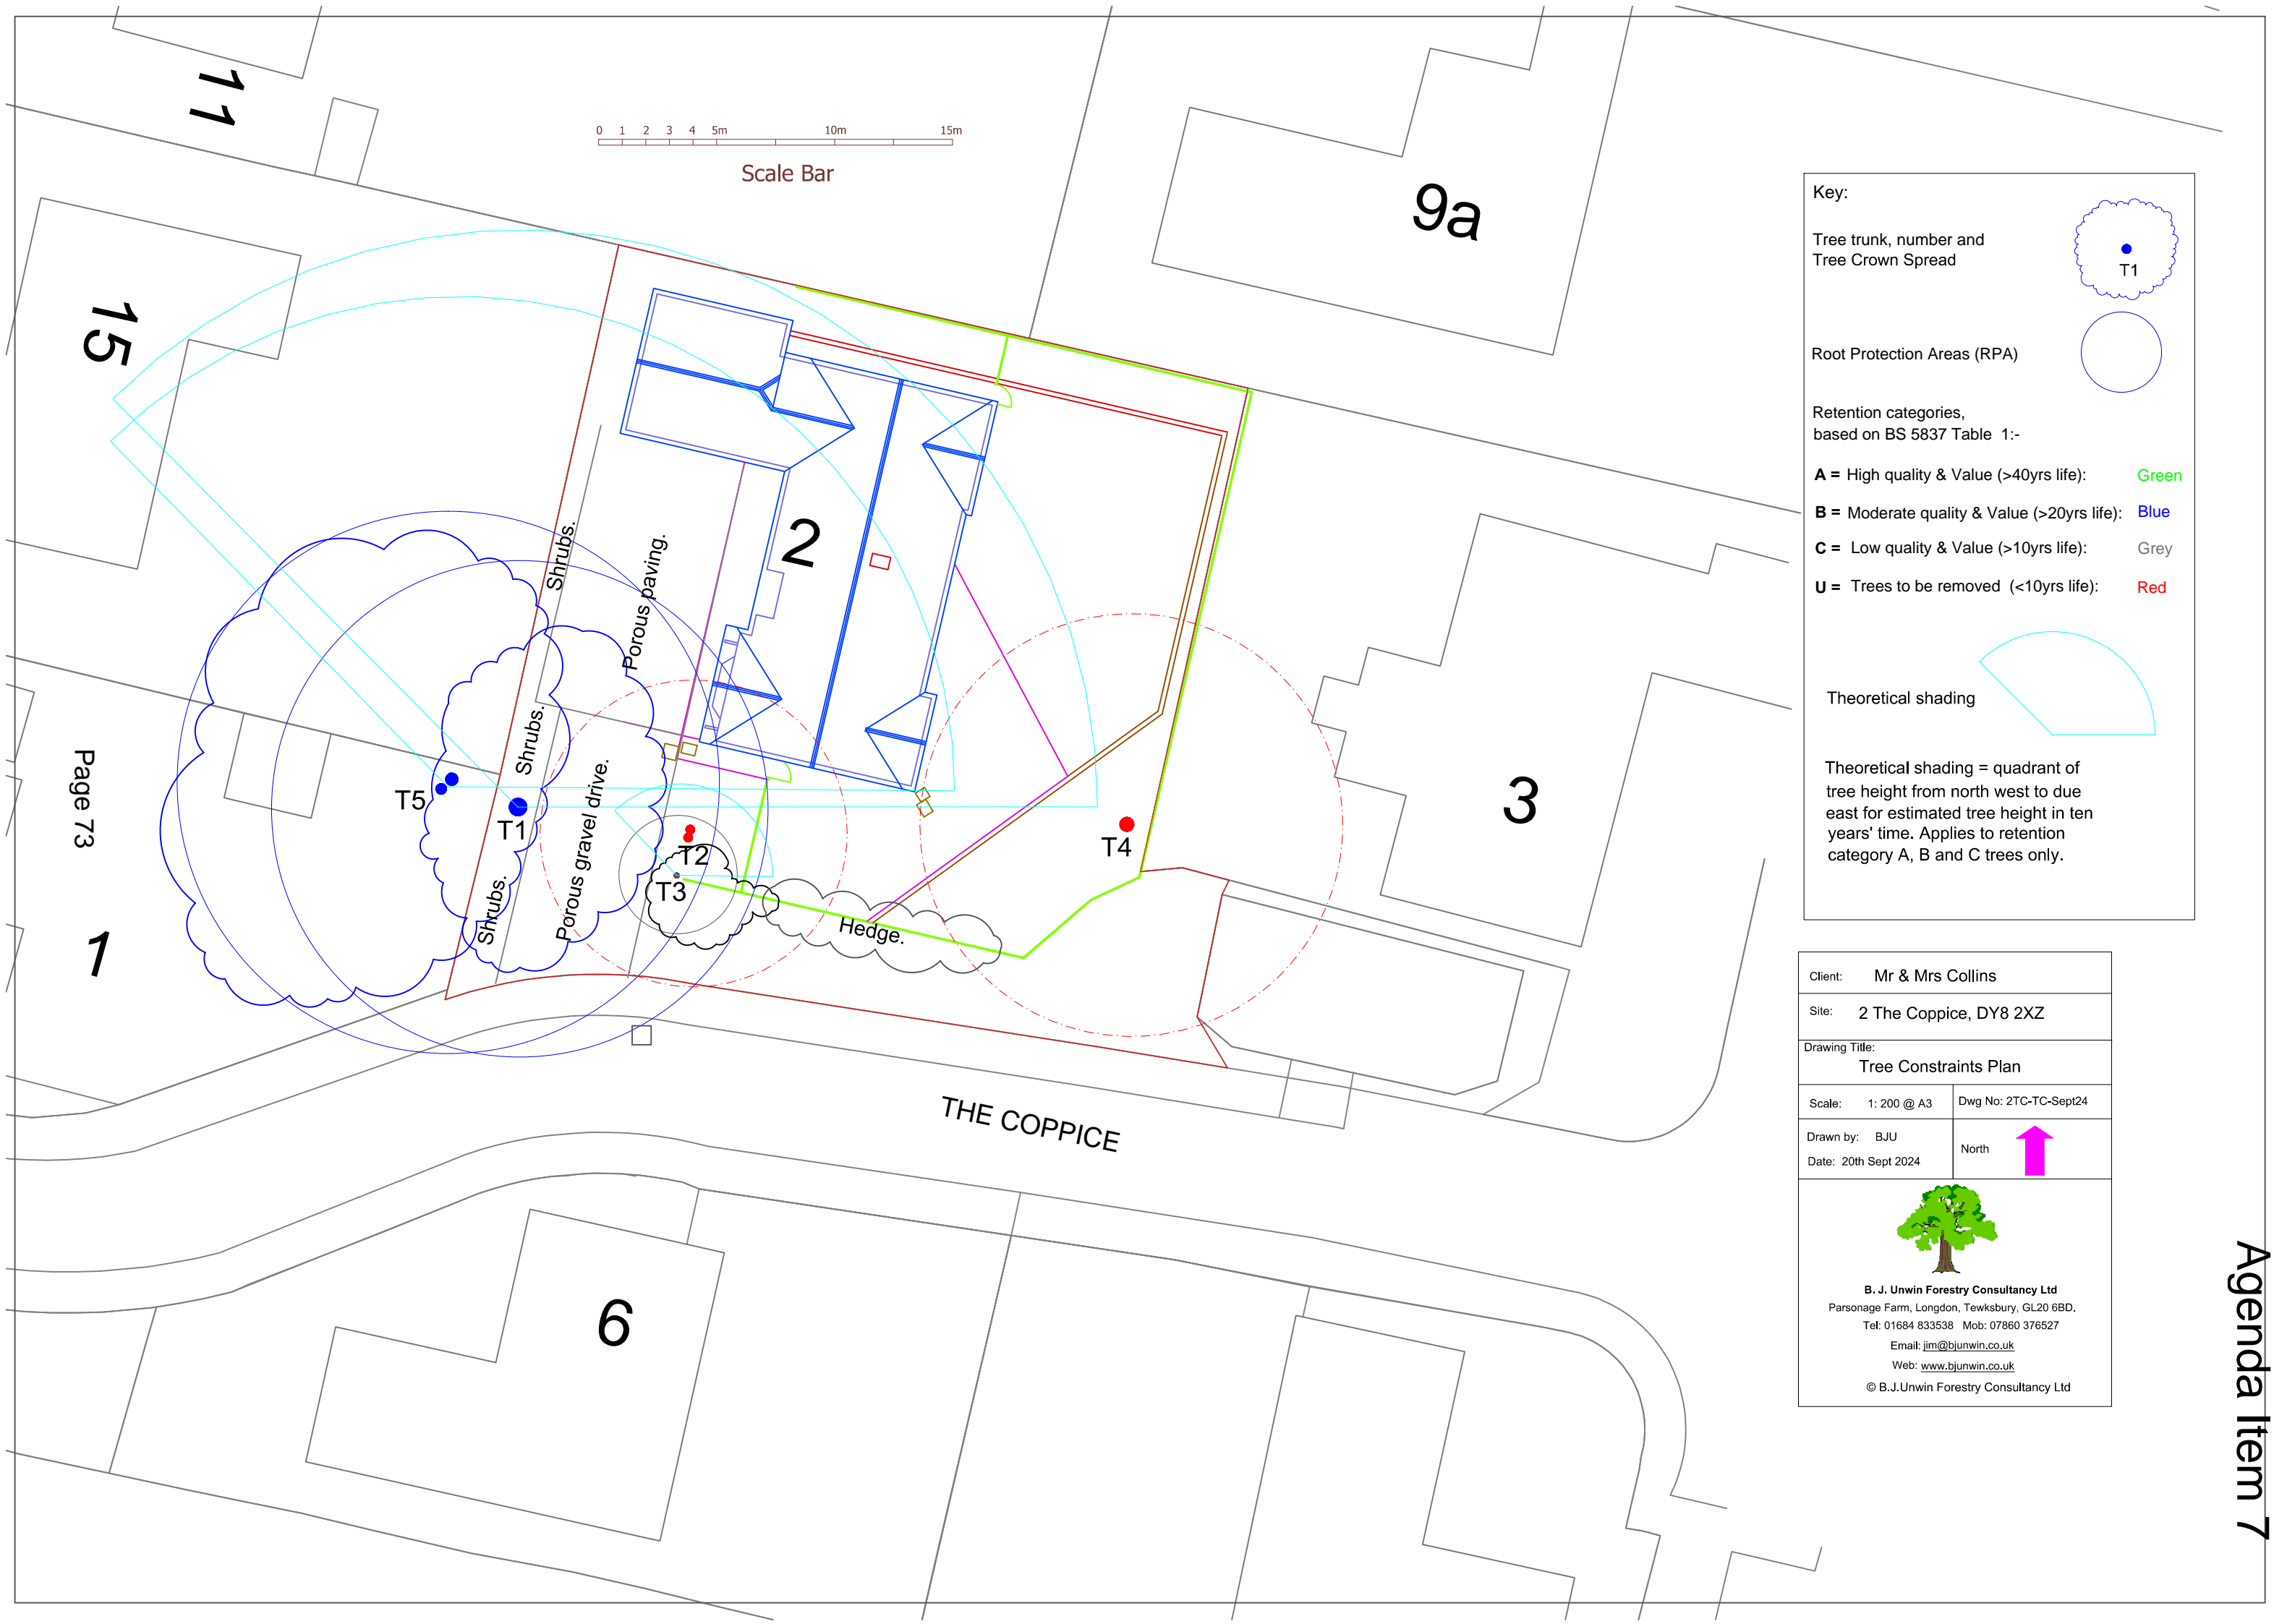 11
0 1 2 3 4 5m 10m 15m
Scale Bar
9a
15
2
Shrubs.
Porous paving.
Shrubs.
Porous gravel drive.
Shrubs.
T5
T1
T2
T3
T4
Hedge.
3
1
Page 73
THE COPPICE
6
Key:
Tree trunk, number and
Tree Crown Spread
T1
Root Protection Areas (RPA)
Retention categories,
based on BS 5837 Table 1:-
A = High quality & Value (>40yrs life): Green
B = Moderate quality & Value (>20yrs life): Blue
C = Low quality & Value (>10yrs life): Grey
U = Trees to be removed (<10yrs life): Red
Theoretical shading
Theoretical shading = quadrant of
tree height from north west to due
east for estimated tree height in ten
years' time. Applies to retention
category A, B and C trees only.
Client: Mr & Mrs Collins
Site: 2 The Coppice, DY8 2XZ
Drawing Title:
Tree Constraints Plan
Scale: 1: 200 @ A3 Dwg No: 2TC-TC-Sept24
Drawn by: BJU
North
Date: 20th Sept 2024
B. J. Unwin Forestry Consultancy Ltd
Parsonage Farm, Longdon, Tewksbury, GL20 6BD.
Tel: 01684 833538 Mob: 07860 376527
Email: jim@bjunwin.co.uk
Web: www.bjunwin.co.uk
© B.J.Unwin Forestry Consultancy Ltd
Agenda Item 7